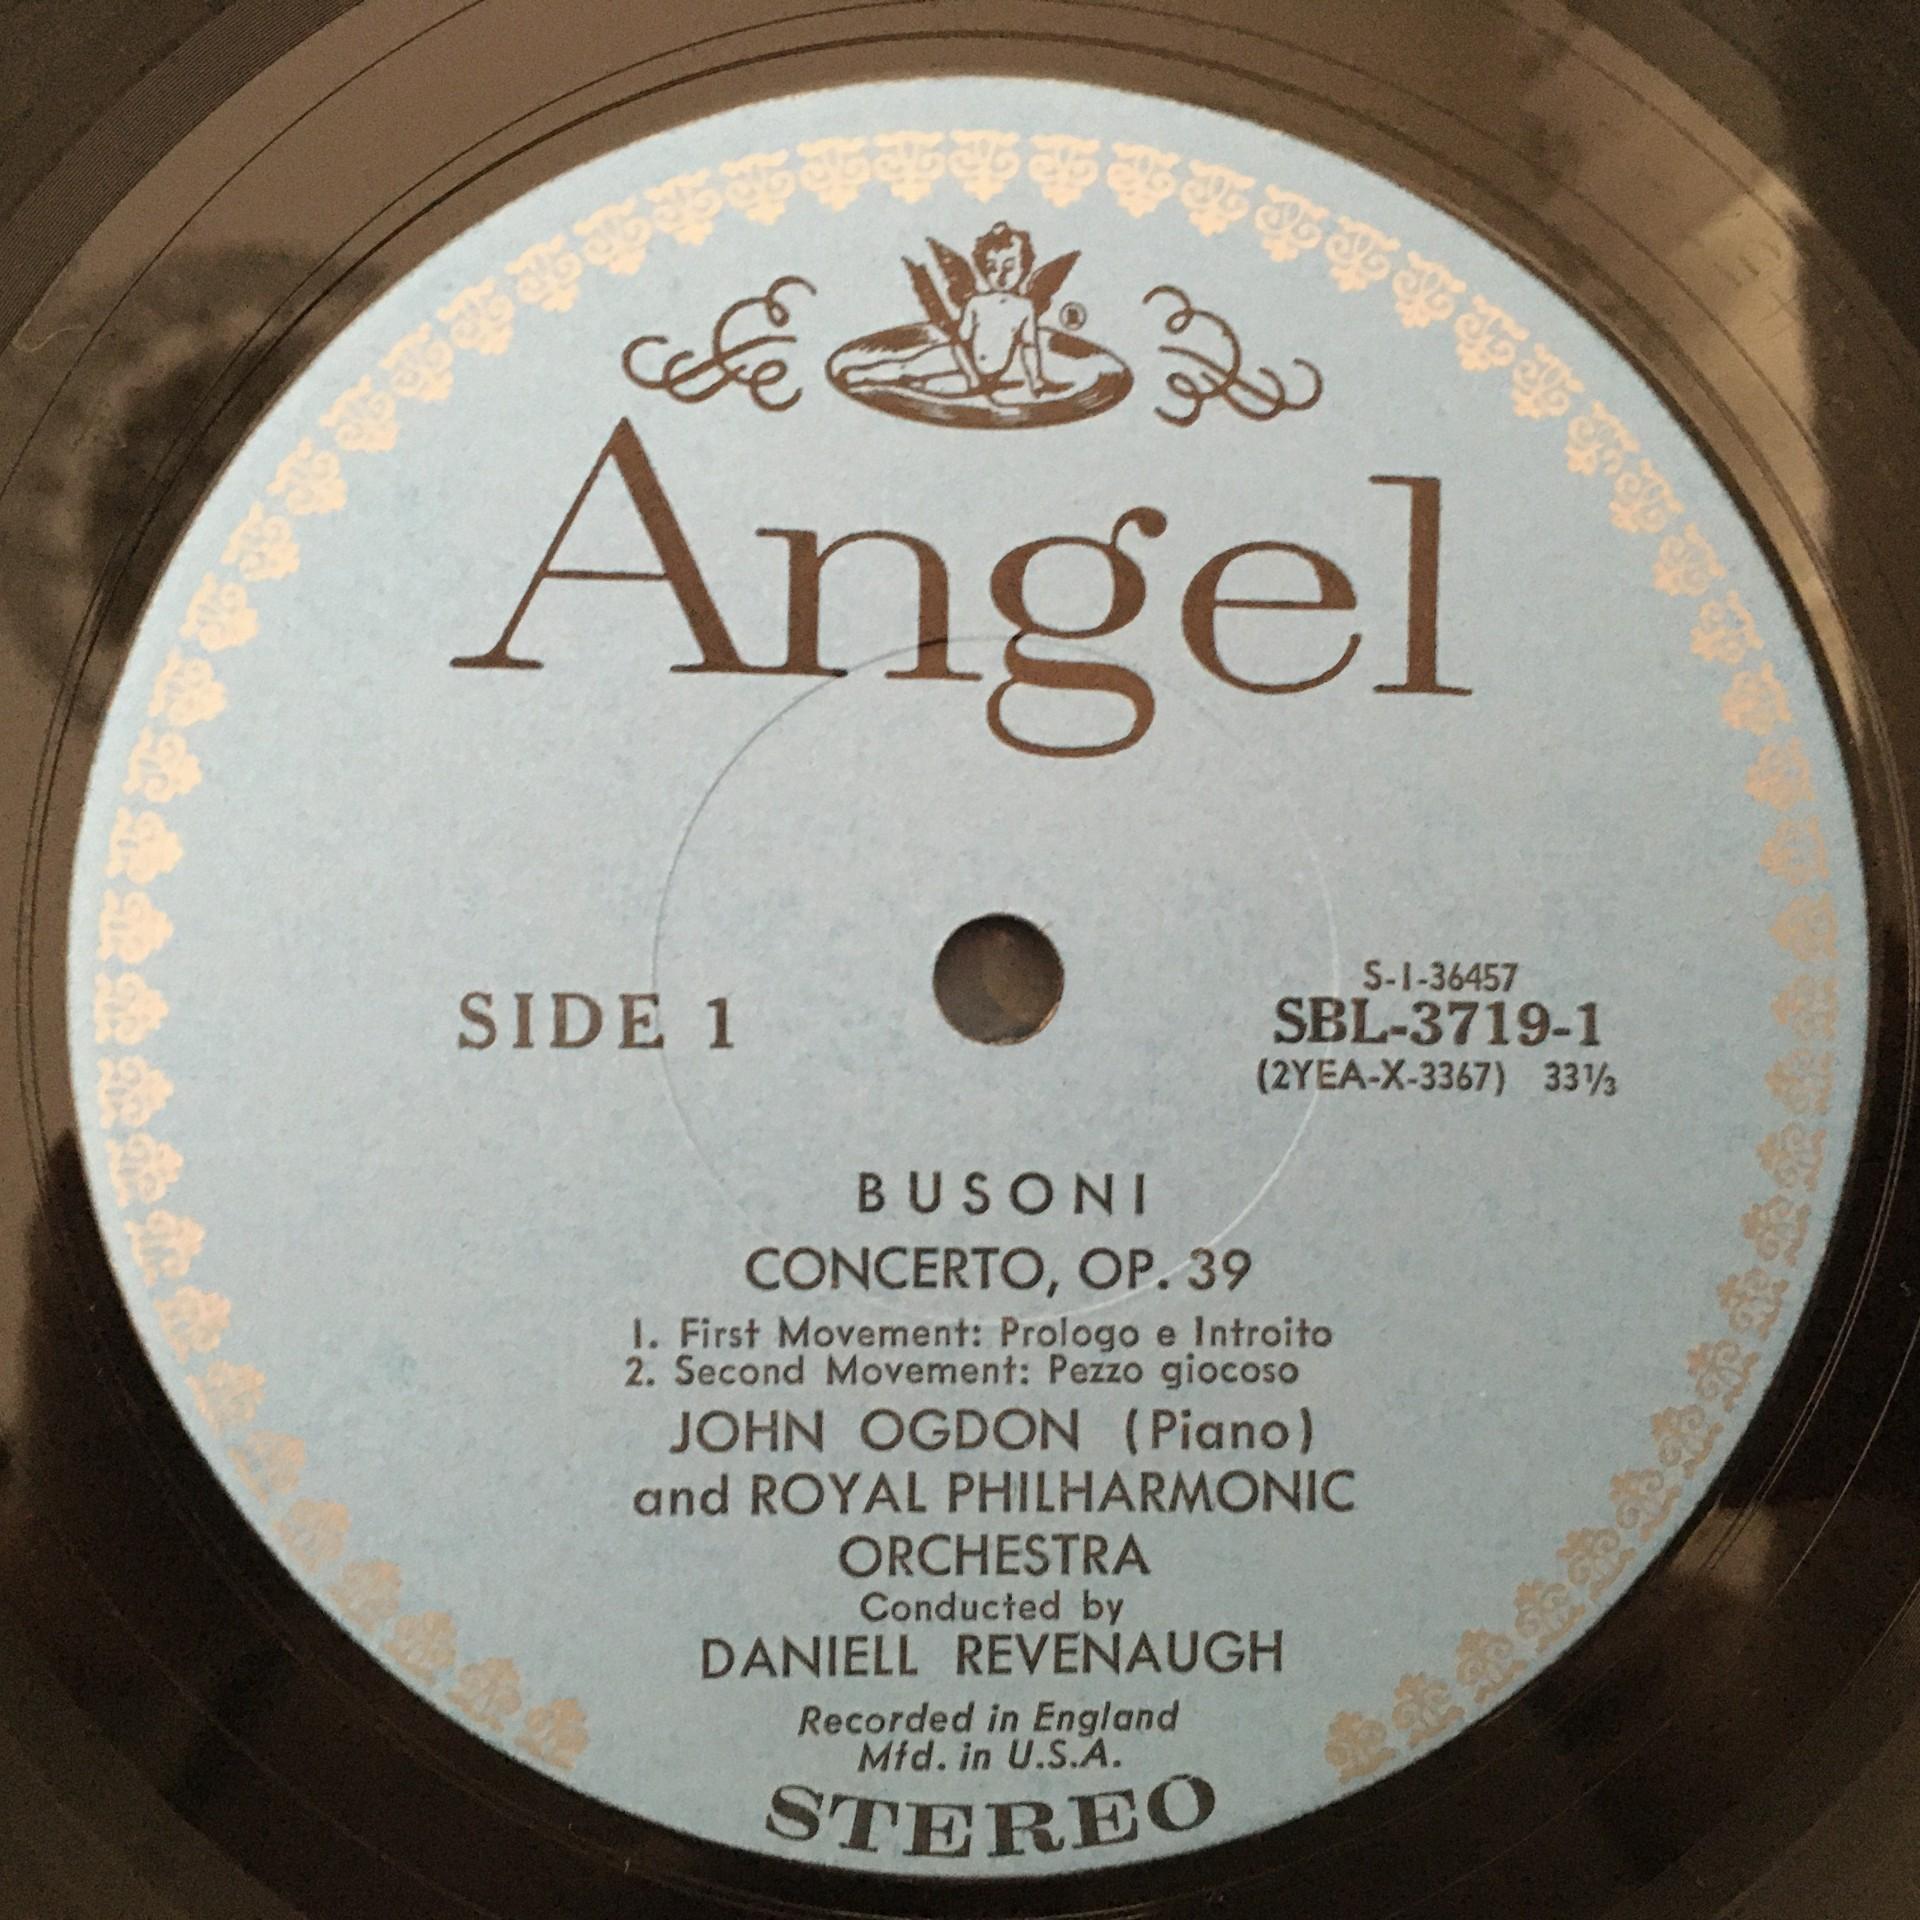 ®
Angel
SIDE 1
S-1-36457
SBL-3719-1
(2YEA-X-3367) 33⅓
BUSONI
CONCERTO, OP. 39
1. First Movement: Prologo e Introito
2. Second Movement: Pezzo giocoso
JOHN OGDON (Piano)
and ROYAL PHILHARMONIC
ORCHESTRA
Conducted by
DANIELL REVENAUGH
Recorded in England
Mfd. in U.S.A.
STEREO